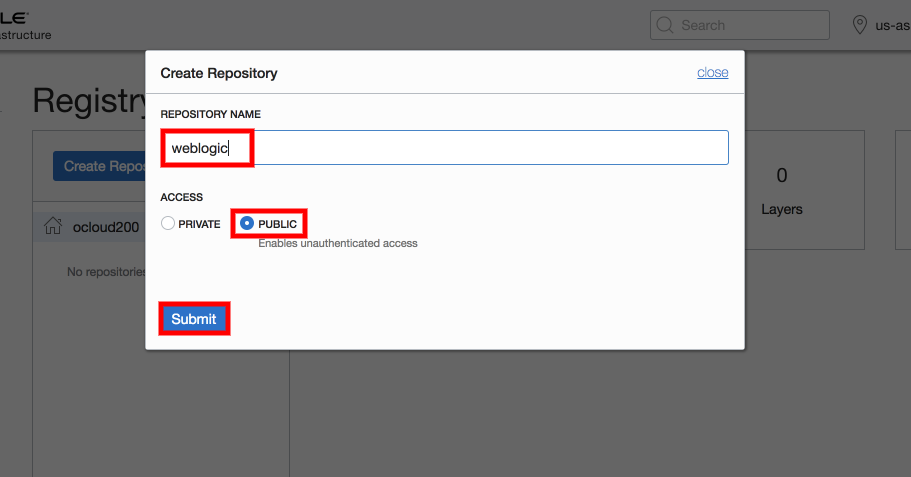 LE
astructure
Search
us-as
Registry
Create Repository
close
REPOSITORY NAME
weblogic
ACCESS
PRIVATE
PUBLIC
Enables unauthenticated access
Submit
Create Repos
ocloud200
No repositories
0
Layers